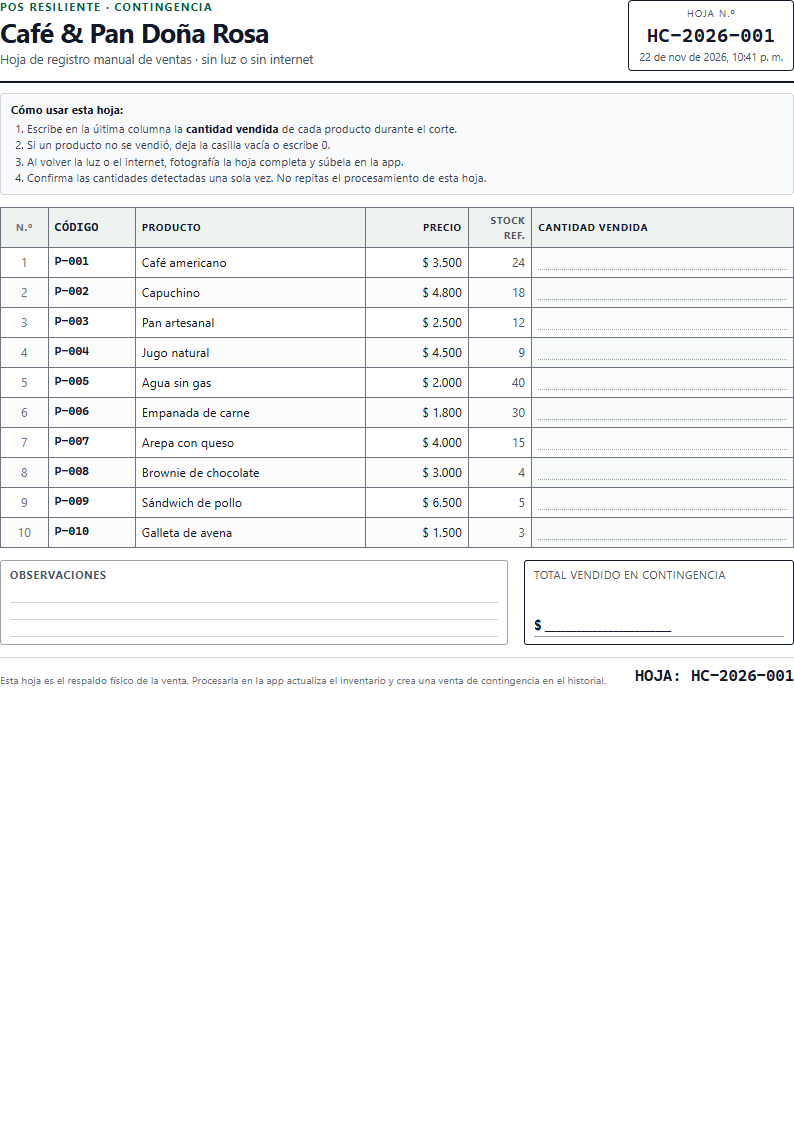 POS RESILIENTE · CONTINGENCIA
Café & Pan Doña Rosa
Hoja de registro manual de ventas · sin luz o sin internet
HOJA N.º
HC-2026-001
22 de nov de 2026, 10:41 p. m.
Cómo usar esta hoja:
1. Escribe en la última columna la cantidad vendida de cada producto durante el corte.
2. Si un producto no se vendió, deja la casilla vacía o escribe 0.
3. Al volver la luz o el internet, fotografía la hoja completa y súbela en la app.
4. Confirma las cantidades detectadas una sola vez. No repitas el procesamiento de esta hoja.
N.º CÓDIGO PRODUCTO PRECIO STOCK REF. CANTIDAD VENDIDA
1 P-001 Café americano $ 3.500 24
2 P-002 Capuchino $ 4.800 18
3 P-003 Pan artesanal $ 2.500 12
4 P-004 Jugo natural $ 4.500 9
5 P-005 Agua sin gas $ 2.000 40
6 P-006 Empanada de carne $ 1.800 30
7 P-007 Arepa con queso $ 4.000 15
8 P-008 Brownie de chocolate $ 3.000 4
9 P-009 Sándwich de pollo $ 6.500 5
10 P-010 Galleta de avena $ 1.500 3
OBSERVACIONES
TOTAL VENDIDO EN CONTINGENCIA
$ ____________________
Esta hoja es el respaldo físico de la venta. Procesarla en la app actualiza el inventario y crea una venta de contingencia en el historial.
HOJA: HC-2026-001